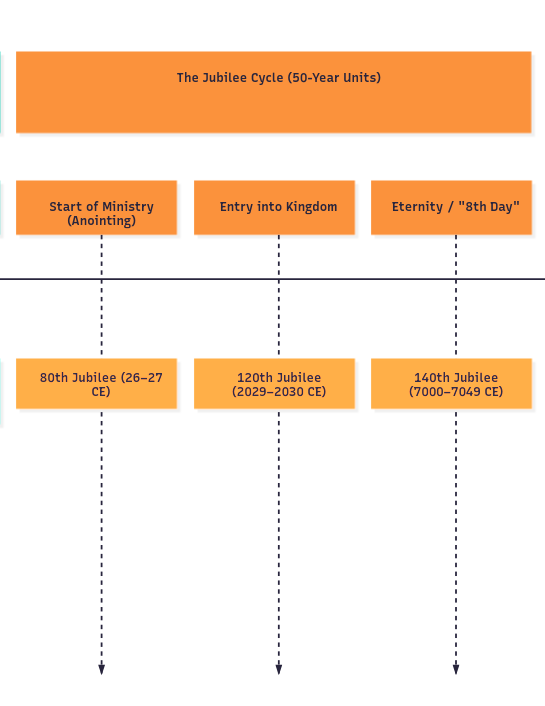 The Jubilee Cycle (50-Year Units)
Start of Ministry
(Anointing)
Entry into Kingdom
Eternity / "8th Day"
80th Jubilee (26–27
CE)
120th Jubilee
(2029–2030 CE)
140th Jubilee
(7000–7049 CE)